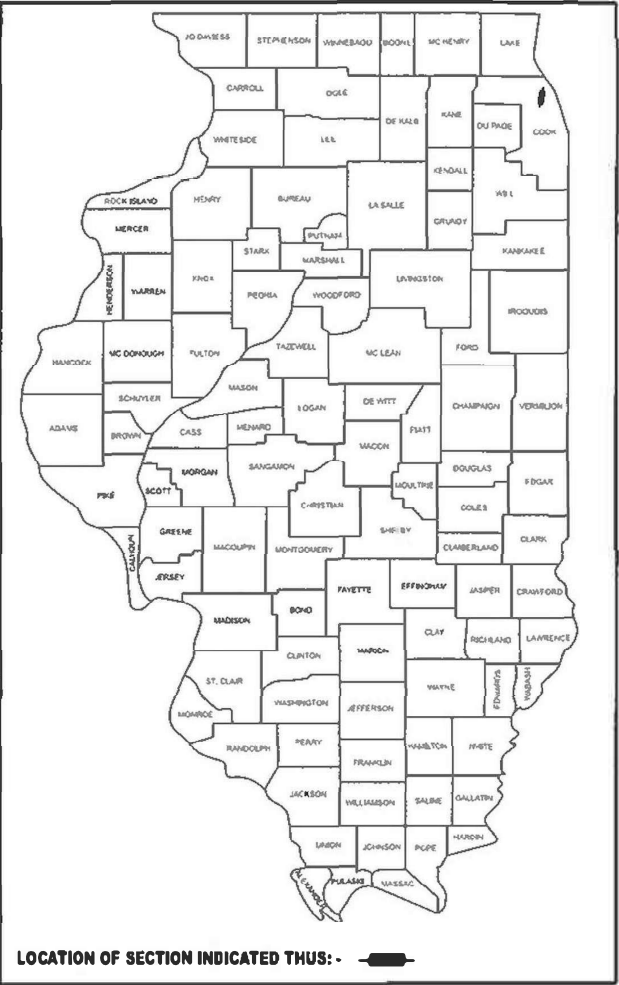 JO DAVIESS STEPHENSON WINNEBAGO BOONE MC HENRY LAKE
CARROLL OGLE DE KALB KANE DU PAGE COOK
WHITESIDE LEE KENDALL WILL
ROCK ISLAND HENRY BUREAU LA SALLE GRUNDY
MERCER PUTNAM KANKAKEE
STARK MARSHALL
HENDERSON WARREN KNOX PEORIA WOODFORD LIVINGSTON IROQUOIS
HANCOCK MC DONOUGH FULTON TAZEWELL MC LEAN FORD
MASON
SCHUYLER LOGAN DE WITT CHAMPAIGN VERMILION
ADAMS BROWN CASS MENARD PIATT
MACON
PIKE SCOTT MORGAN SANGAMON MOULTRIE DOUGLAS EDGAR
CHRISTIAN COLES
CALHOUN GREENE MACOUPIN MONTGOMERY SHELBY CUMBERLAND CLARK
JERSEY FAYETTE EFFINGHAM JASPER CRAWFORD
MADISON BOND
CLINTON MARION CLAY RICHLAND LAWRENCE
ST. CLAIR WAYNE EDWARDS WABASH
MONROE WASHINGTON JEFFERSON
RANDOLPH PERRY FRANKLIN HAMILTON WHITE
JACKSON WILLIAMSON SALINE GALLATIN
UNION JOHNSON POPE HARDIN
ALEXANDER PULASKI MASSAC
LOCATION OF SECTION INDICATED THUS: -